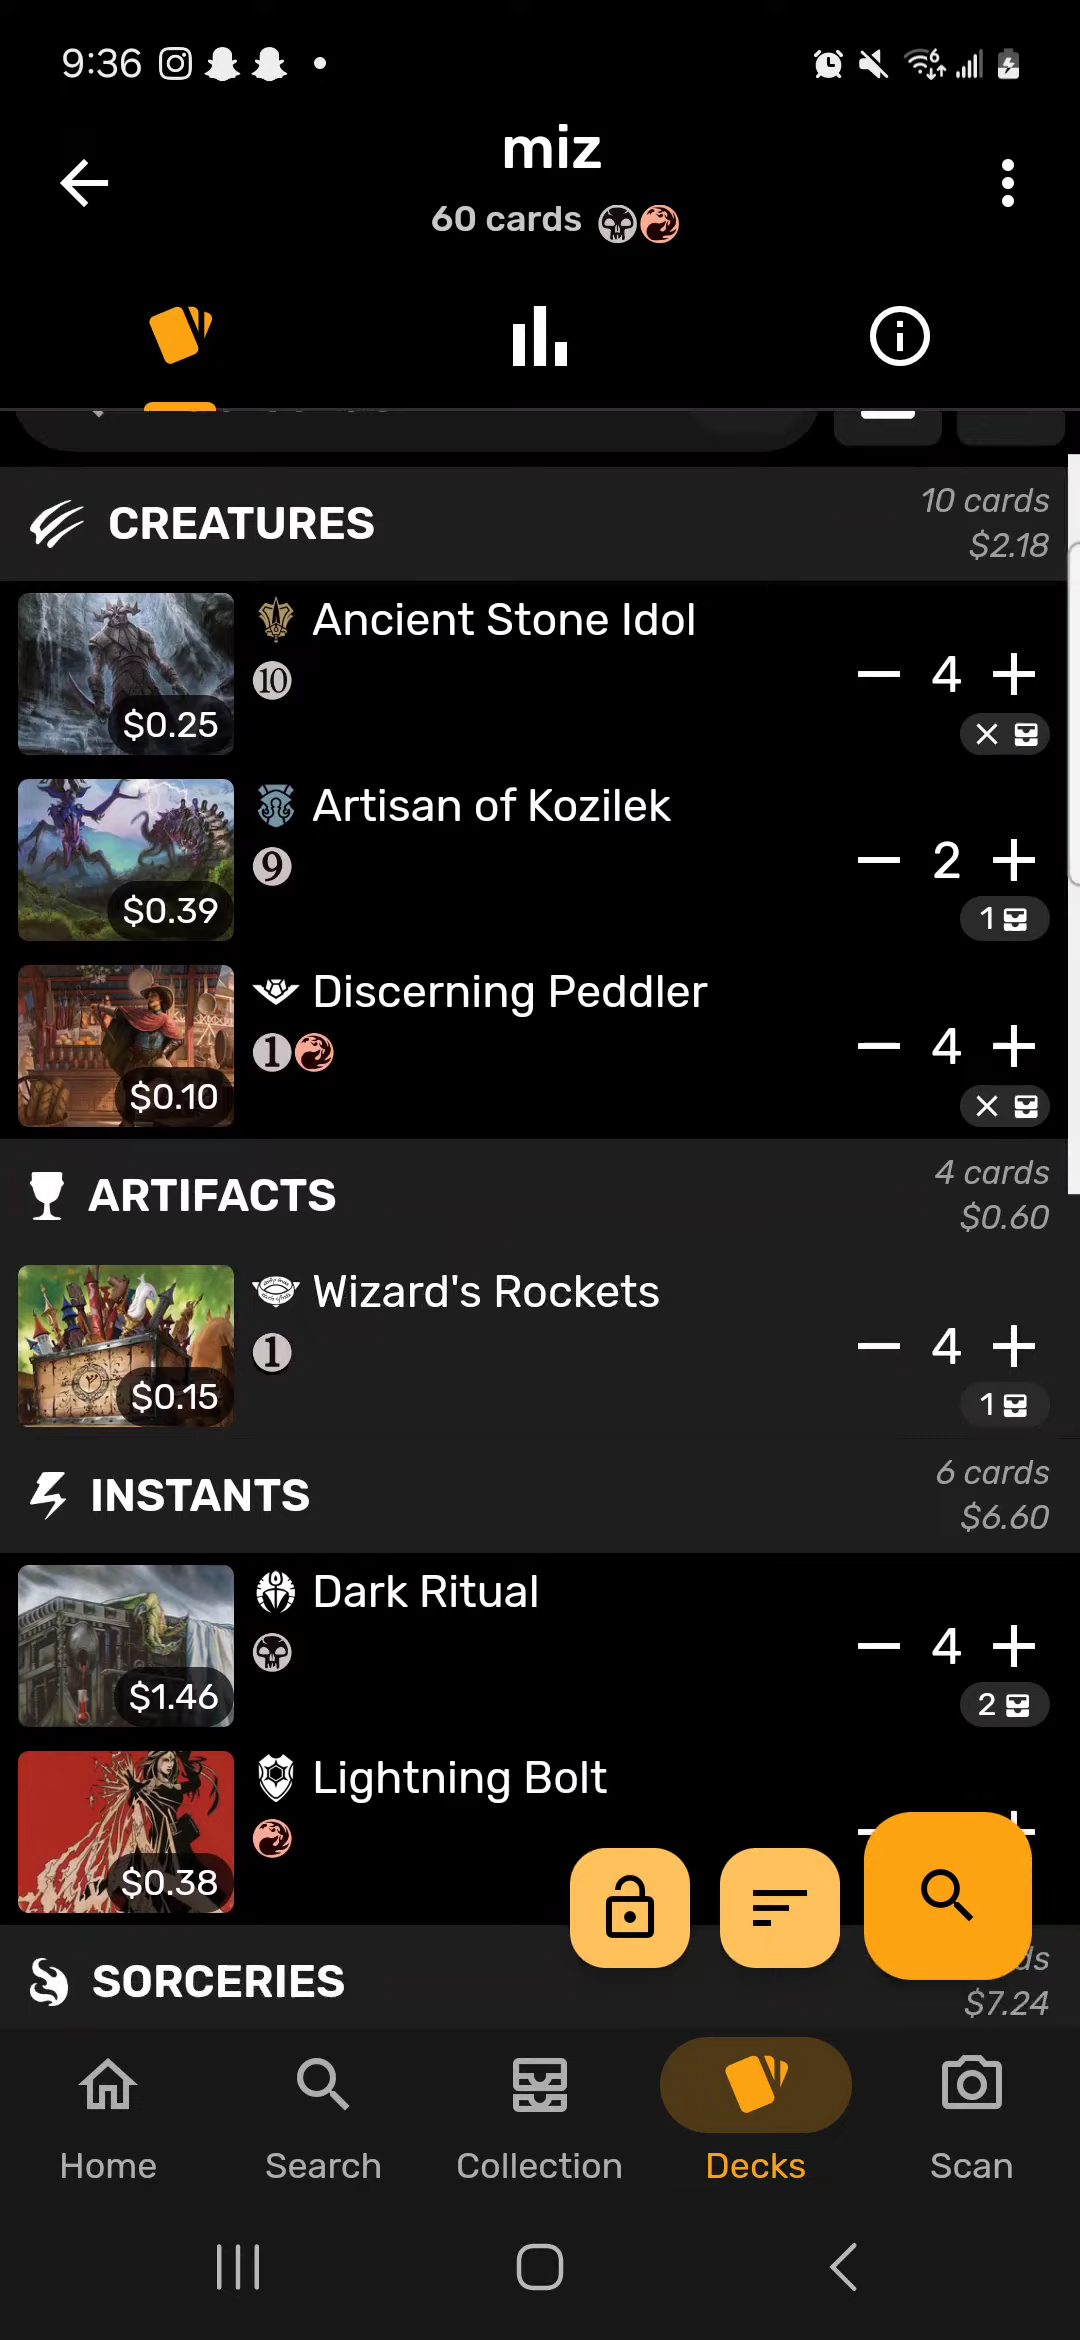 9:36
miz
60 cards
CREATURES
10 cards
$2.18
Ancient Stone Idol
10
$0.25
4
Artisan of Kozilek
9
$0.39
2
1
Discerning Peddler
1
$0.10
4
ARTIFACTS
4 cards
$0.60
Wizard's Rockets
1
$0.15
4
1
INSTANTS
6 cards
$6.60
Dark Ritual
$1.46
4
2
Lightning Bolt
$0.38
SORCERIES
$7.24
Home
Search
Collection
Decks
Scan